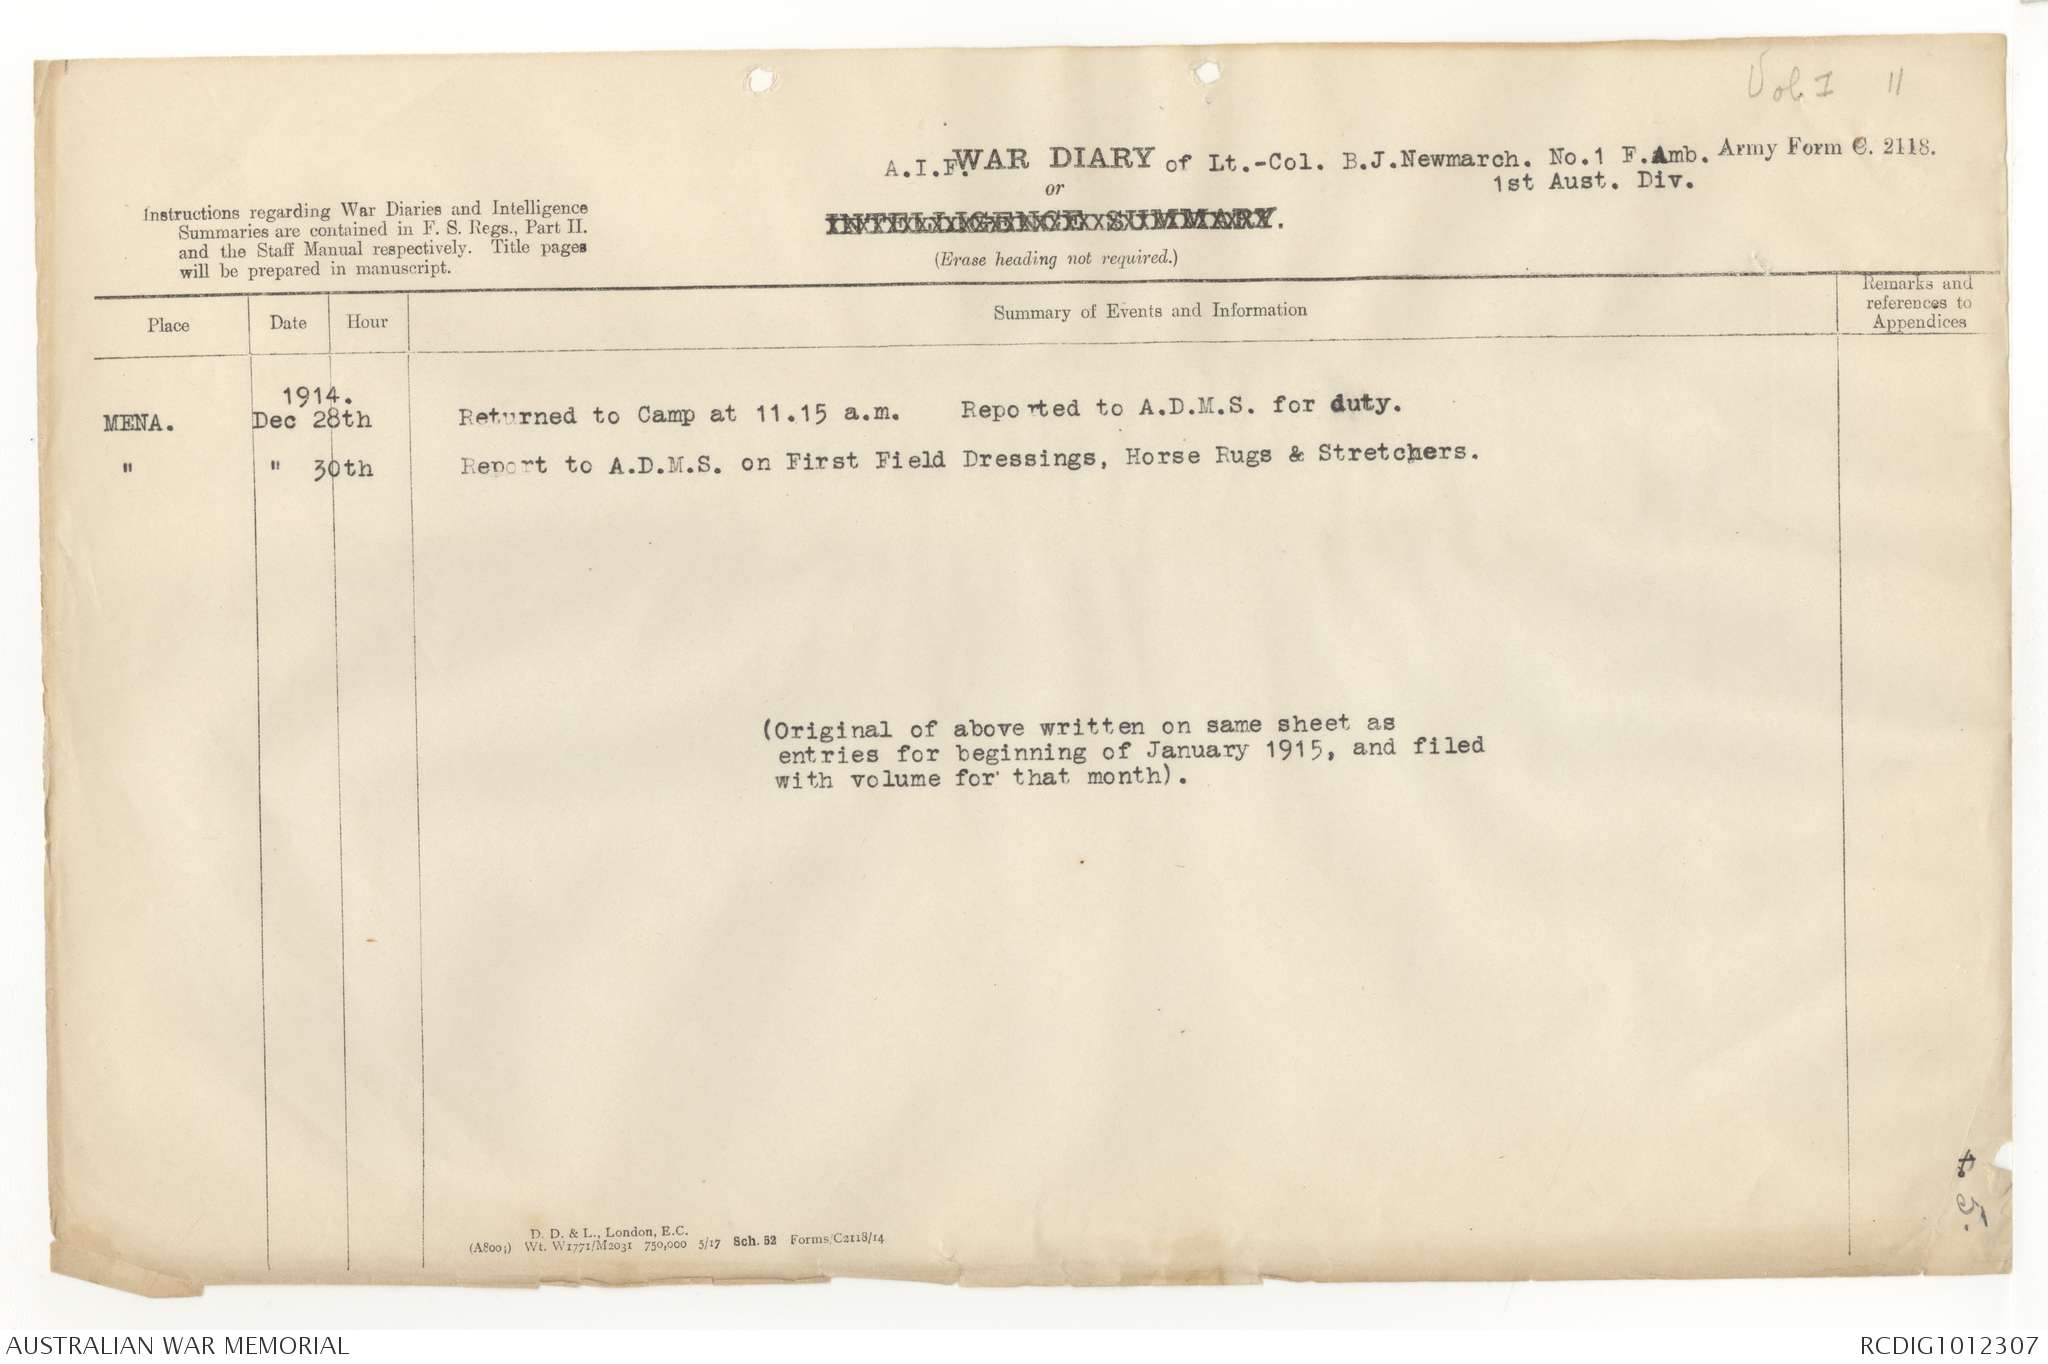 Vol. I 11
A.I.F. WAR DIARY of Lt.-Col. B.J.Newmarch. No.1 F.Amb. Army Form C. 2118.
1st Aust. Div.
or
INTELLIGENCE SUMMARY.
(Erase heading not required.)
Instructions regarding War Diaries and Intelligence
Summaries are contained in F. S. Regs., Part II.
and the Staff Manual respectively. Title pages
will be prepared in manuscript.
Place Date Hour Summary of Events and Information Remarks and
references to
Appendices
1914.
MENA. Dec 28th Returned to Camp at 11.15 a.m. Reported to A.D.M.S. for duty.
" " 30th Report to A.D.M.S. on First Field Dressings, Horse Rugs & Stretchers.
(Original of above written on same sheet as
entries for beginning of January 1915, and filed
with volume for that month).
D. D. & L., London, E.C.
(A8004) Wt. W1771/M2031 750,000 5/17 Sch. 52 Forms/C2118/14
5.
AUSTRALIAN WAR MEMORIAL RCDIG1012307